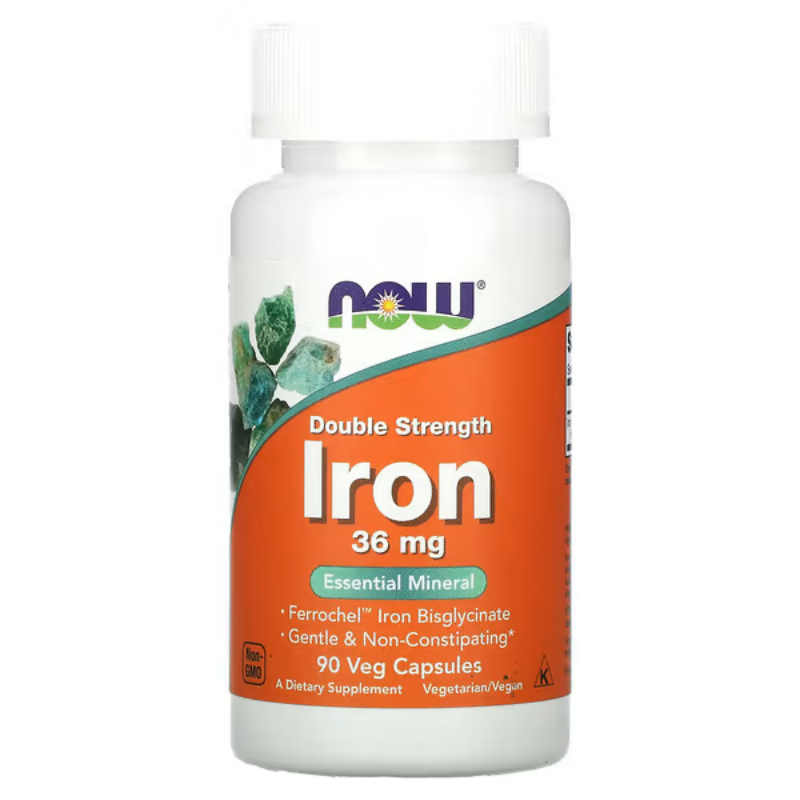 NOW®
Double Strength
Iron
36 mg
Essential Mineral
• Ferrochel™ Iron Bisglycinate
• Gentle & Non-Constipating*
90 Veg Capsules
Non-
GMO
A Dietary Supplement Vegetarian/Vegan
K